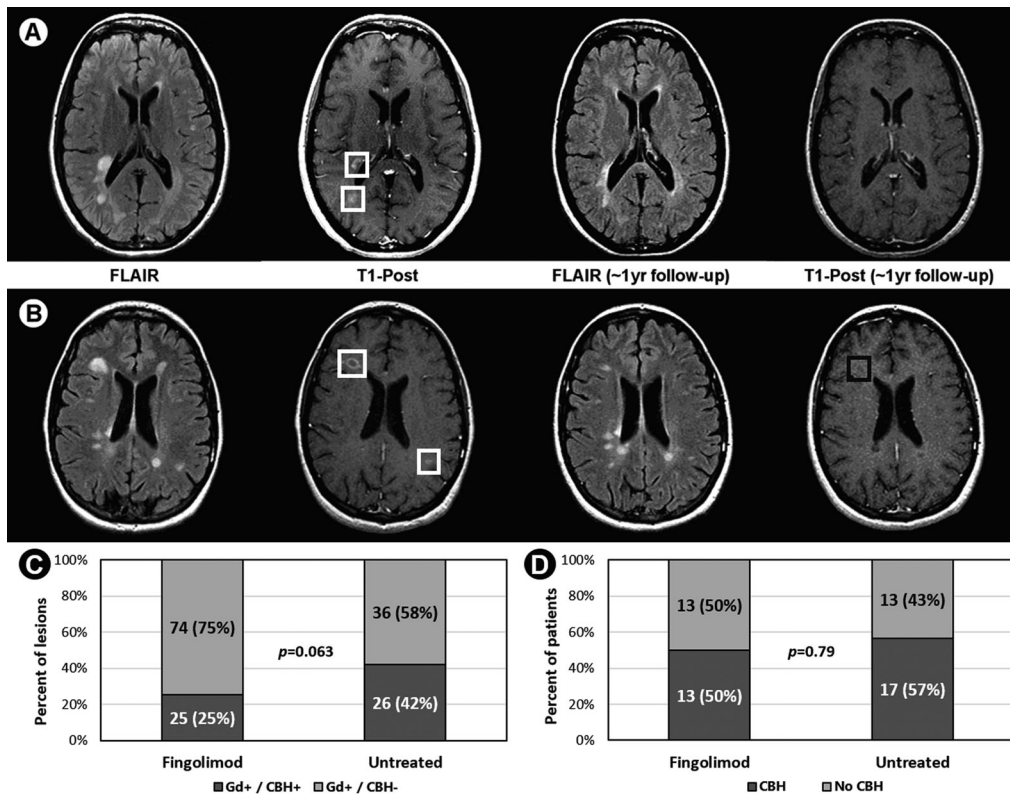 A
FLAIR
T1-Post
FLAIR (~1yr follow-up)
T1-Post (~1yr follow-up)
B
C
Percent of lesions
100%
80%
60%
40%
20%
0%
74 (75%)
25 (25%)
p=0.063
36 (58%)
26 (42%)
Fingolimod
Untreated
Gd+ / CBH+
Gd+ / CBH-
D
Percent of patients
100%
80%
60%
40%
20%
0%
13 (50%)
13 (50%)
p=0.79
13 (43%)
17 (57%)
Fingolimod
Untreated
CBH
No CBH